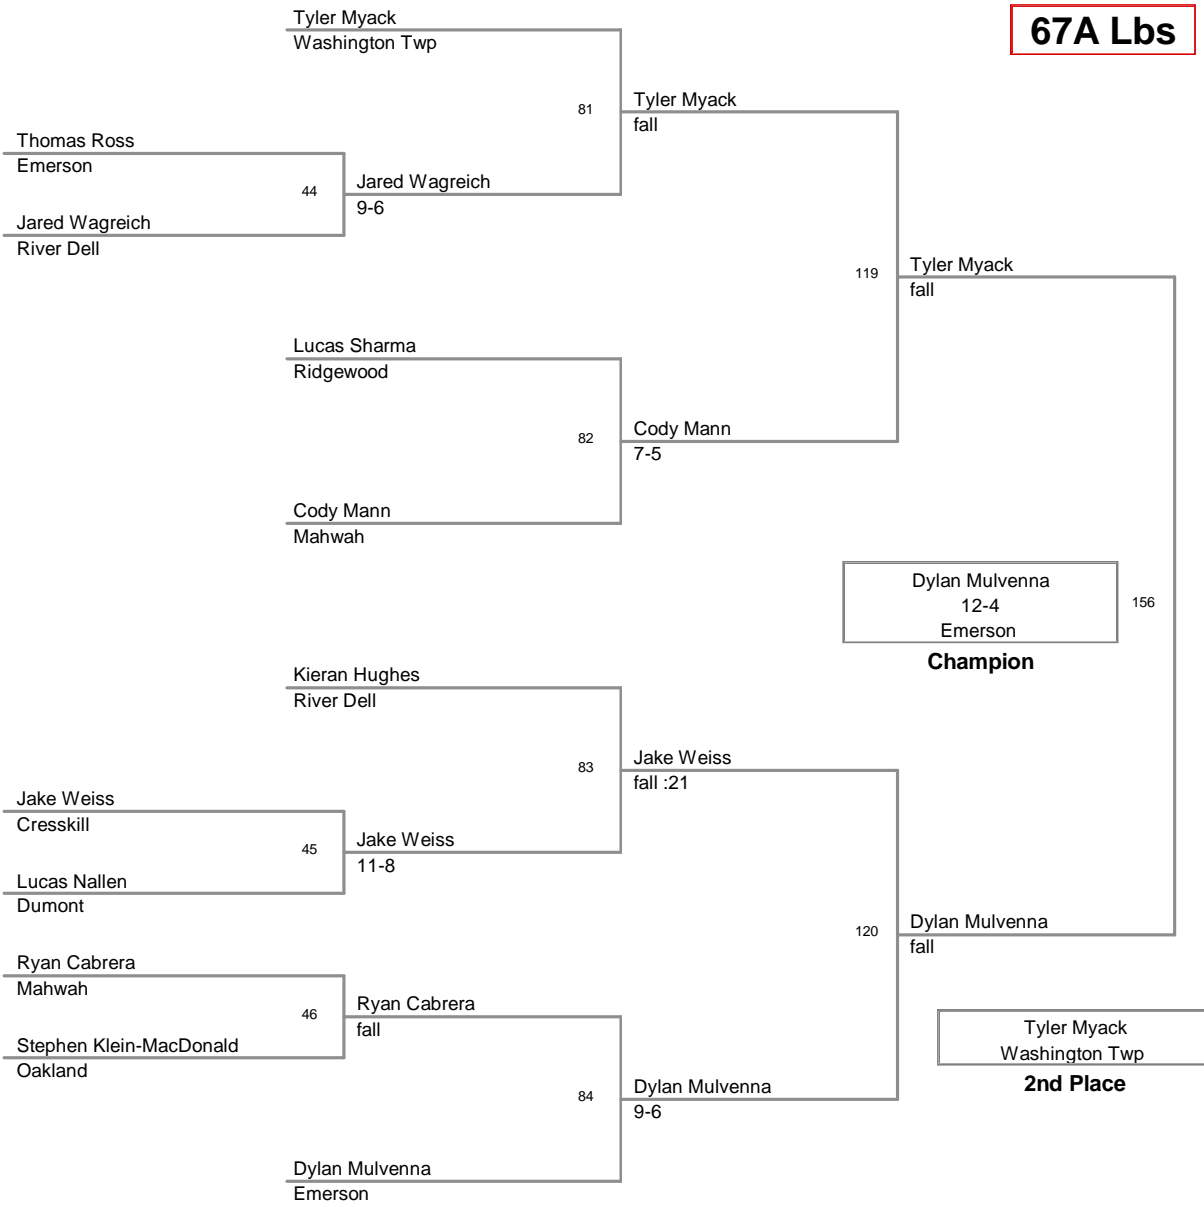 Tyler Myack
Washington Twp
67A Lbs
81
Tyler Myack
fall
Thomas Ross
Emerson
44
Jared Wagreich
9-6
Jared Wagreich
River Dell
119
Tyler Myack
fall
Lucas Sharma
Ridgewood
82
Cody Mann
7-5
Cody Mann
Mahwah
Dylan Mulvenna
12-4
Emerson
156
Champion
Kieran Hughes
River Dell
83
Jake Weiss
fall :21
Jake Weiss
Cresskill
45
Jake Weiss
11-8
Lucas Nallen
Dumont
120
Dylan Mulvenna
fall
Ryan Cabrera
Mahwah
46
Ryan Cabrera
fall
Stephen Klein-MacDonald
Oakland
Tyler Myack
Washington Twp
2nd Place
84
Dylan Mulvenna
9-6
Dylan Mulvenna
Emerson